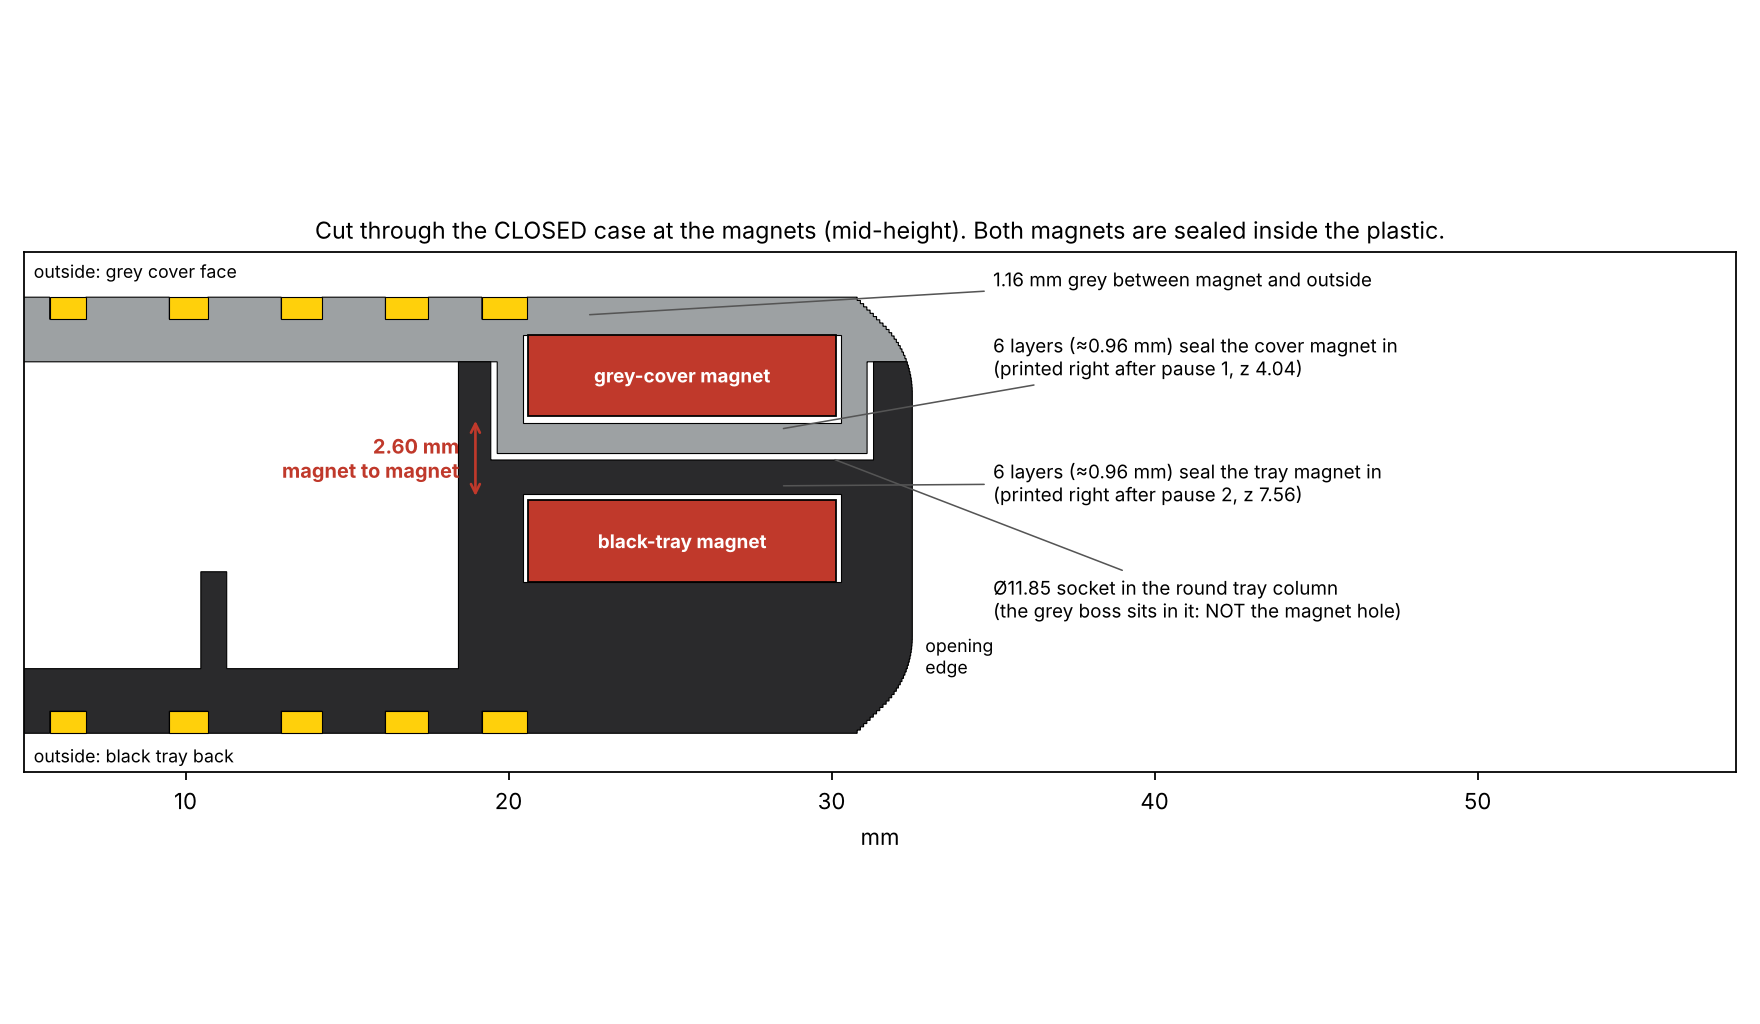 Cut through the CLOSED case at the magnets (mid-height). Both magnets are sealed inside the plastic.
outside: grey cover face
1.16 mm grey between magnet and outside
6 layers (≈0.96 mm) seal the cover magnet in
(printed right after pause 1, z 4.04)
grey-cover magnet
2.60 mm
magnet to magnet
6 layers (≈0.96 mm) seal the tray magnet in
(printed right after pause 2, z 7.56)
black-tray magnet
Ø11.85 socket in the round tray column
(the grey boss sits in it: NOT the magnet hole)
opening
edge
outside: black tray back
10 20 30 40 50
mm